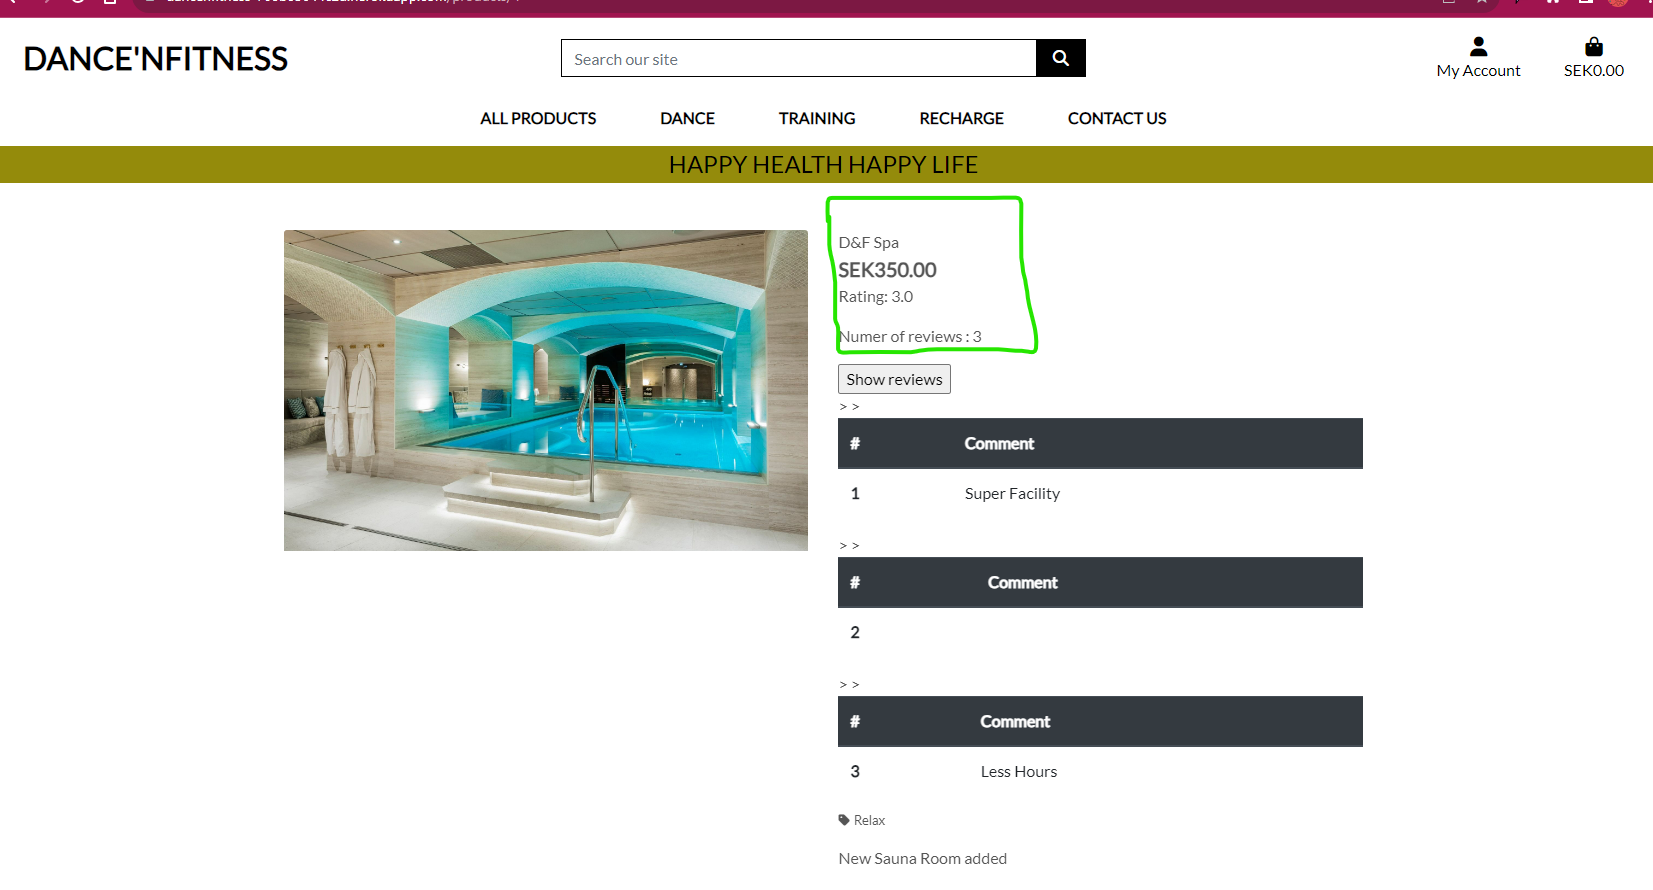 DANCE'NFITNESS
Search our site
My Account
SEK0.00
ALL PRODUCTS DANCE TRAINING RECHARGE CONTACT US
HAPPY HEALTH HAPPY LIFE
D&F Spa
SEK350.00
Rating: 3.0
Numer of reviews : 3
Show reviews
> >
# Comment
1 Super Facility
> >
# Comment
2
> >
# Comment
3 Less Hours
Relax
New Sauna Room added